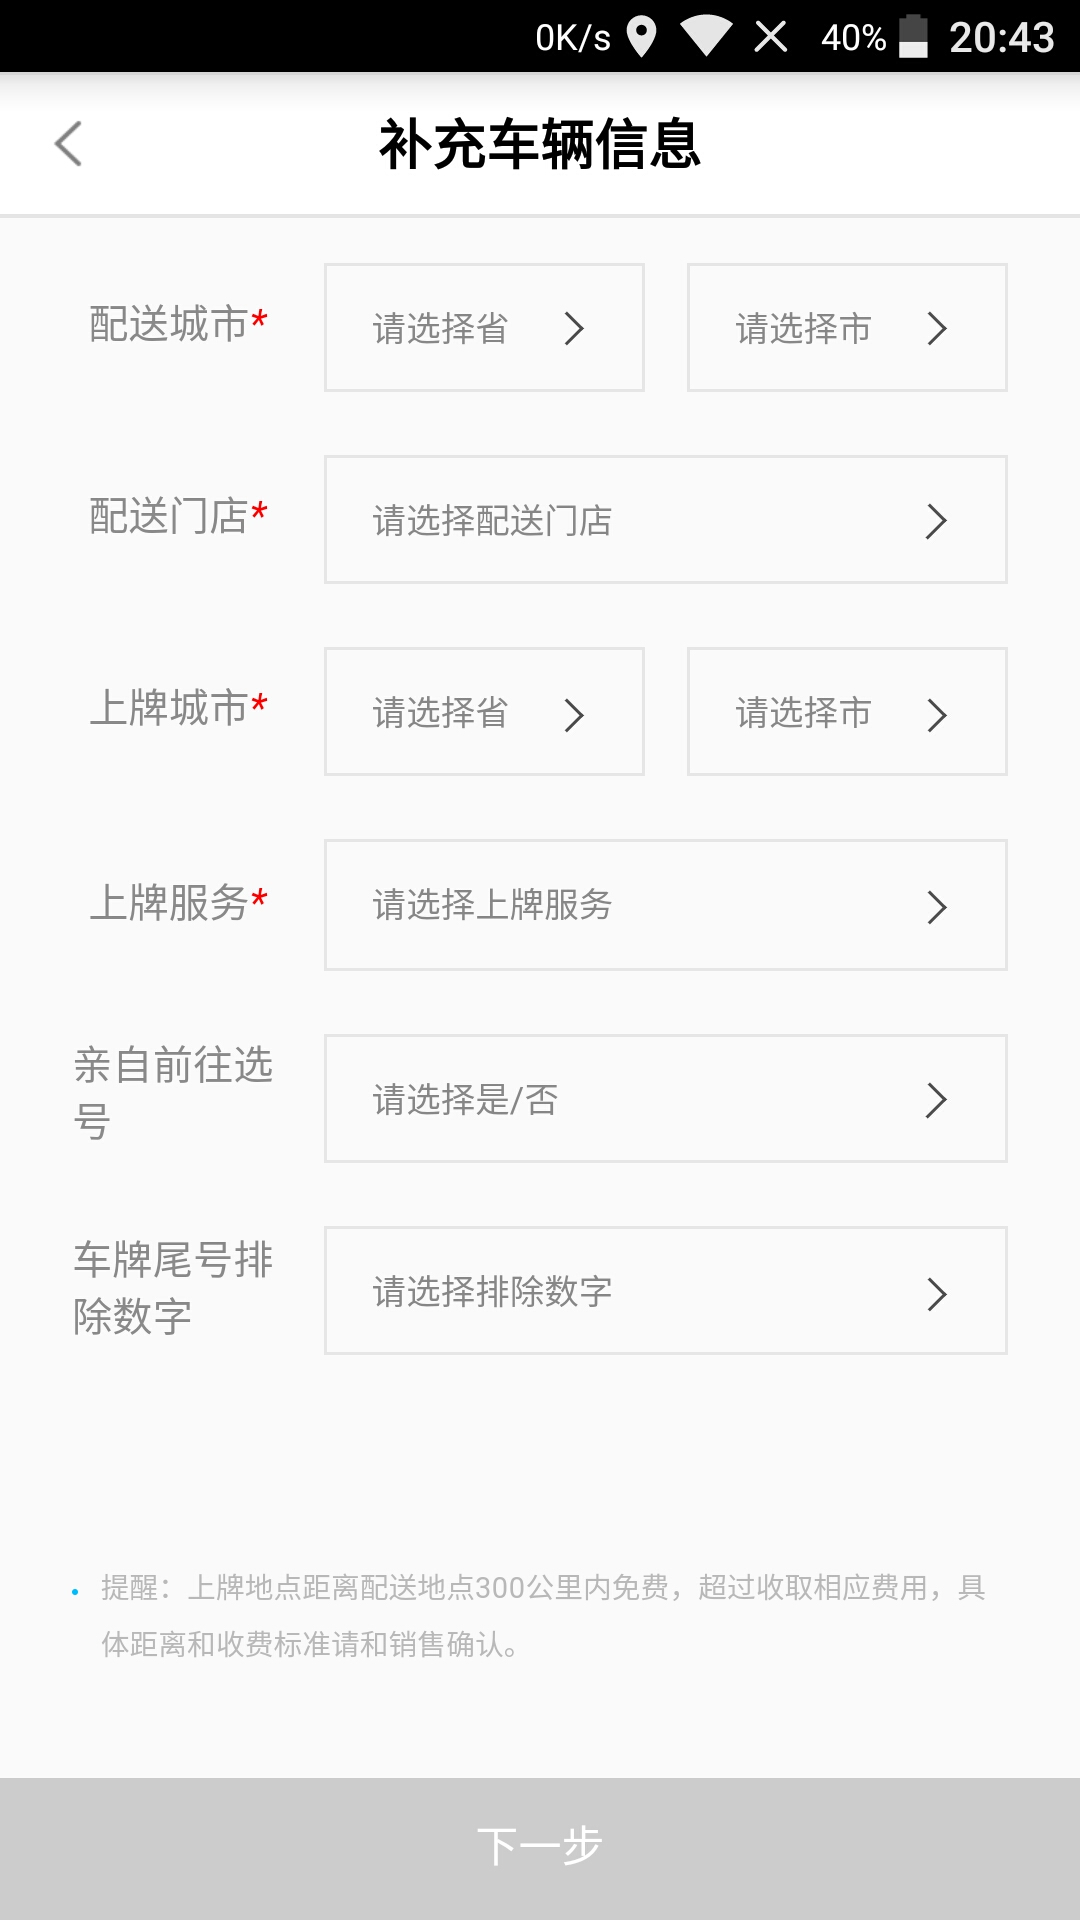 0K/s 40% 20:43
补充车辆信息
配送城市* 请选择省 请选择市
配送门店* 请选择配送门店
上牌城市* 请选择省 请选择市
上牌服务* 请选择上牌服务
亲自前往选
号
请选择是/否
车牌尾号排
除数字
请选择排除数字
提醒：上牌地点距离配送地点300公里内免费，超过收取相应费用，具
体距离和收费标准请和销售确认。
下一步